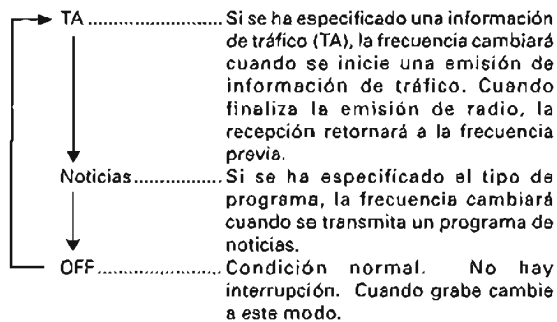 TA ........................ Si se ha especificado una información
de tráfico (TA), la frecuencia cambiará
cuando se inicie una emisión de
información de tráfico. Cuando
finaliza la emisión de radio, la
recepción retornará a la frecuencia
previa.
Noticias............... Si se ha especificado el tipo de
programa, la frecuencia cambiará
cuando se transmita un programa de
noticias.
OFF...................... Condición normal. No hay
interrupción. Cuando grabe cambie
a este modo.